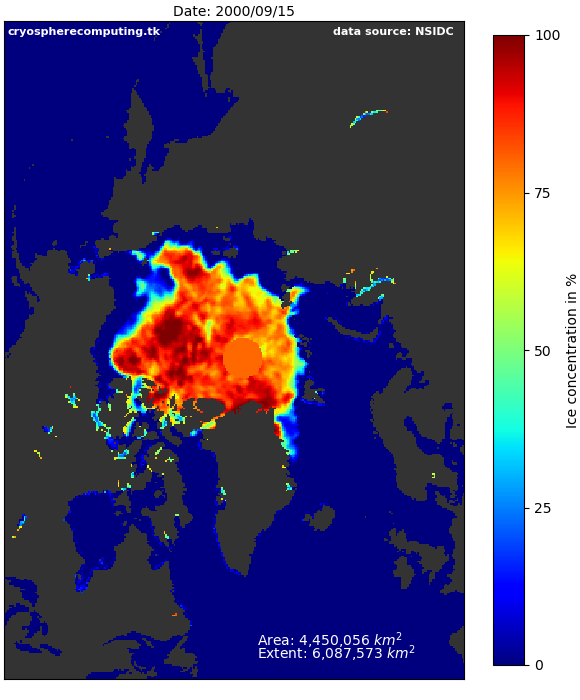 Date: 2000/09/15
cryospherecomputing.tk data source: NSIDC
100
75
50
25
0
Ice concentration in %
Area: 4,450,056 km²
Extent: 6,087,573 km²